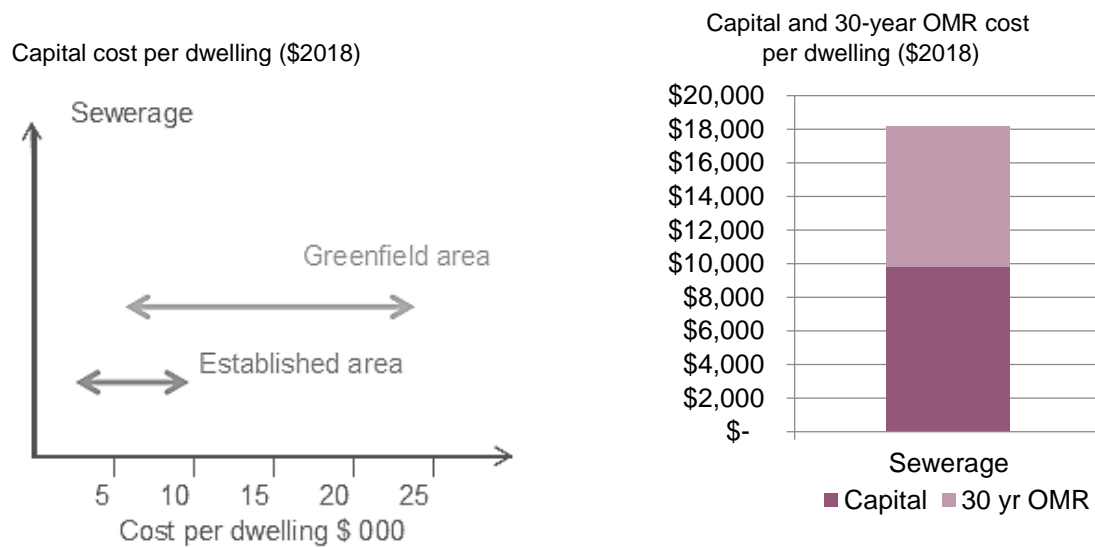 Capital cost per dwelling ($2018)
Sewerage
Greenfield area
Established area
5 10 15 20 25
Cost per dwelling $ 000
Capital and 30-year OMR cost
per dwelling ($2018)
$20,000
$18,000
$16,000
$14,000
$12,000
$10,000
$8,000
$6,000
$4,000
$2,000
$-
Sewerage
Capital 30 yr OMR